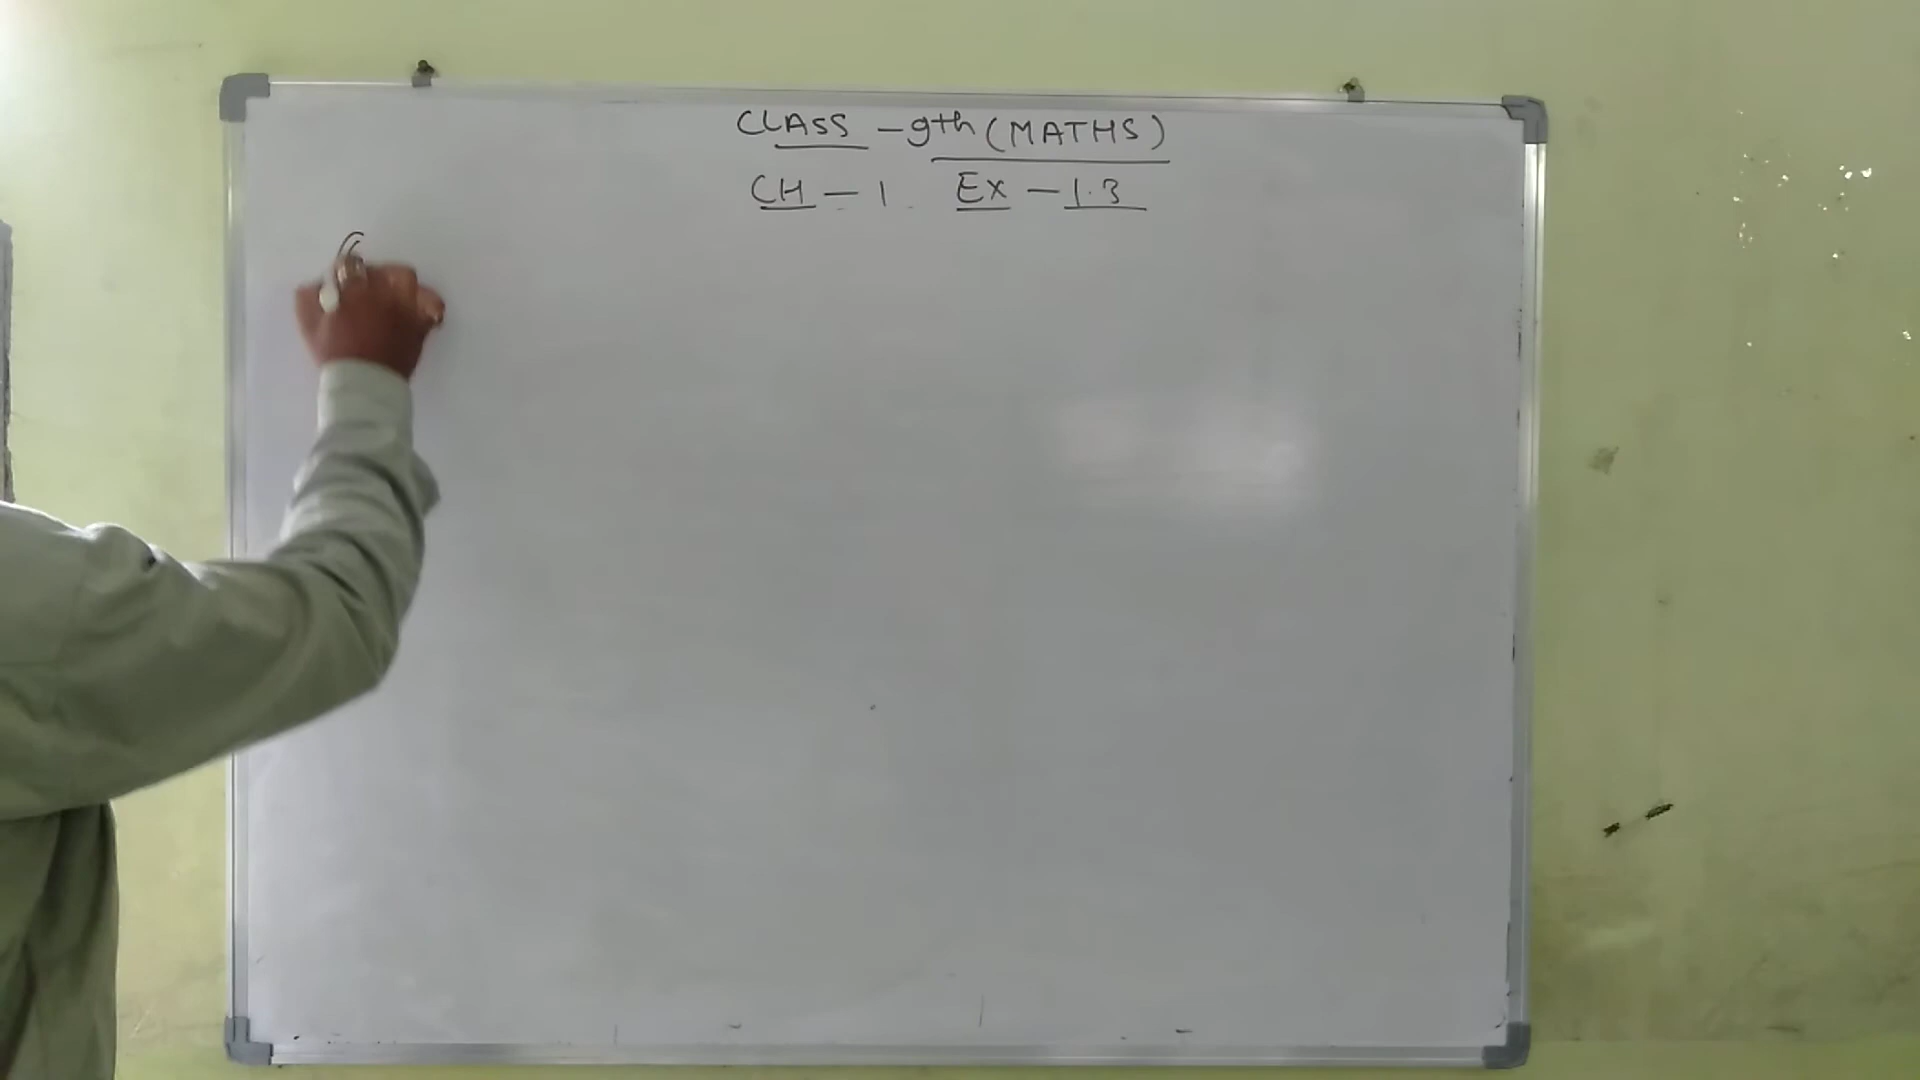 CLASS - 9th (MATHS)
CH - 1 Ex - 1.3